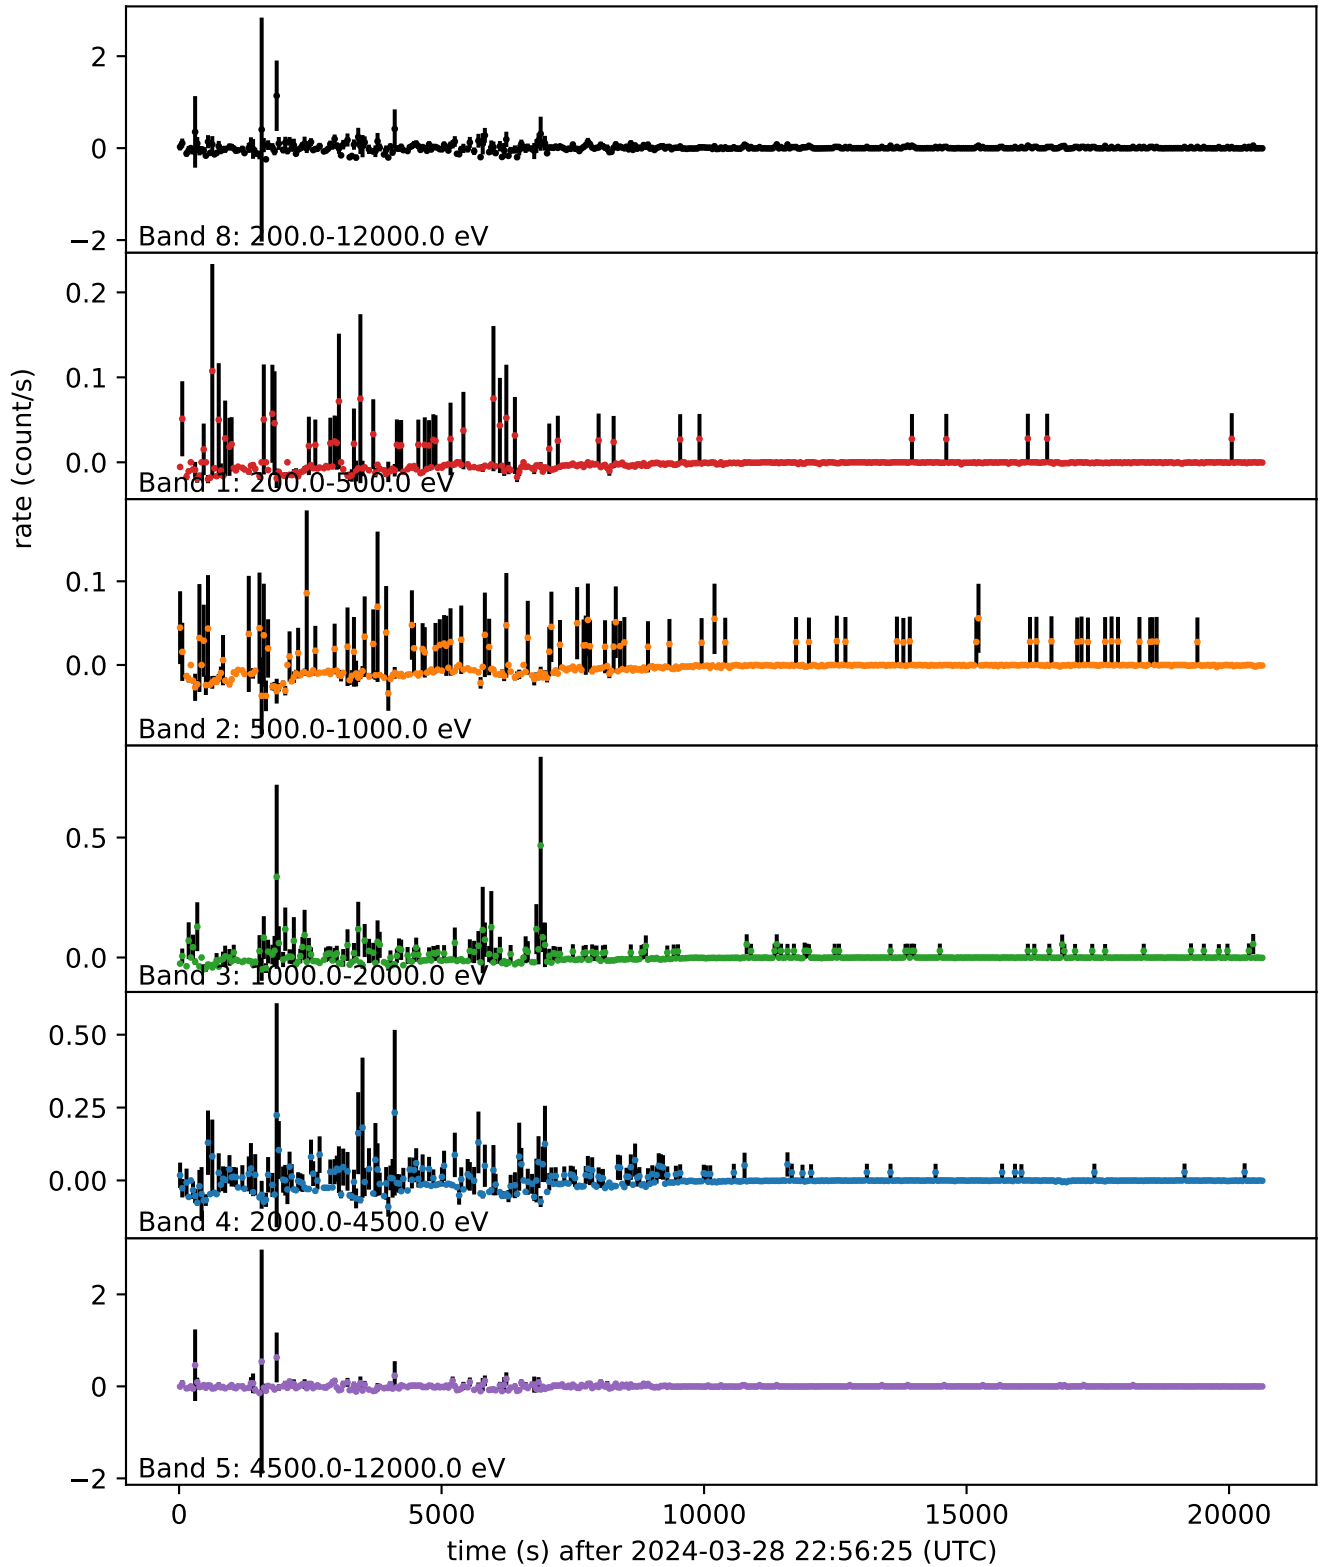 2
0
−2
Band 8: 200.0-12000.0 eV
0.2
0.1
0.0
Band 1: 200.0-500.0 eV
rate (count/s)
0.1
0.0
Band 2: 500.0-1000.0 eV
0.5
0.0
Band 3: 1000.0-2000.0 eV
0.50
0.25
0.00
Band 4: 2000.0-4500.0 eV
2
0
−2
Band 5: 4500.0-12000.0 eV
0 5000 10000 15000 20000
time (s) after 2024-03-28 22:56:25 (UTC)